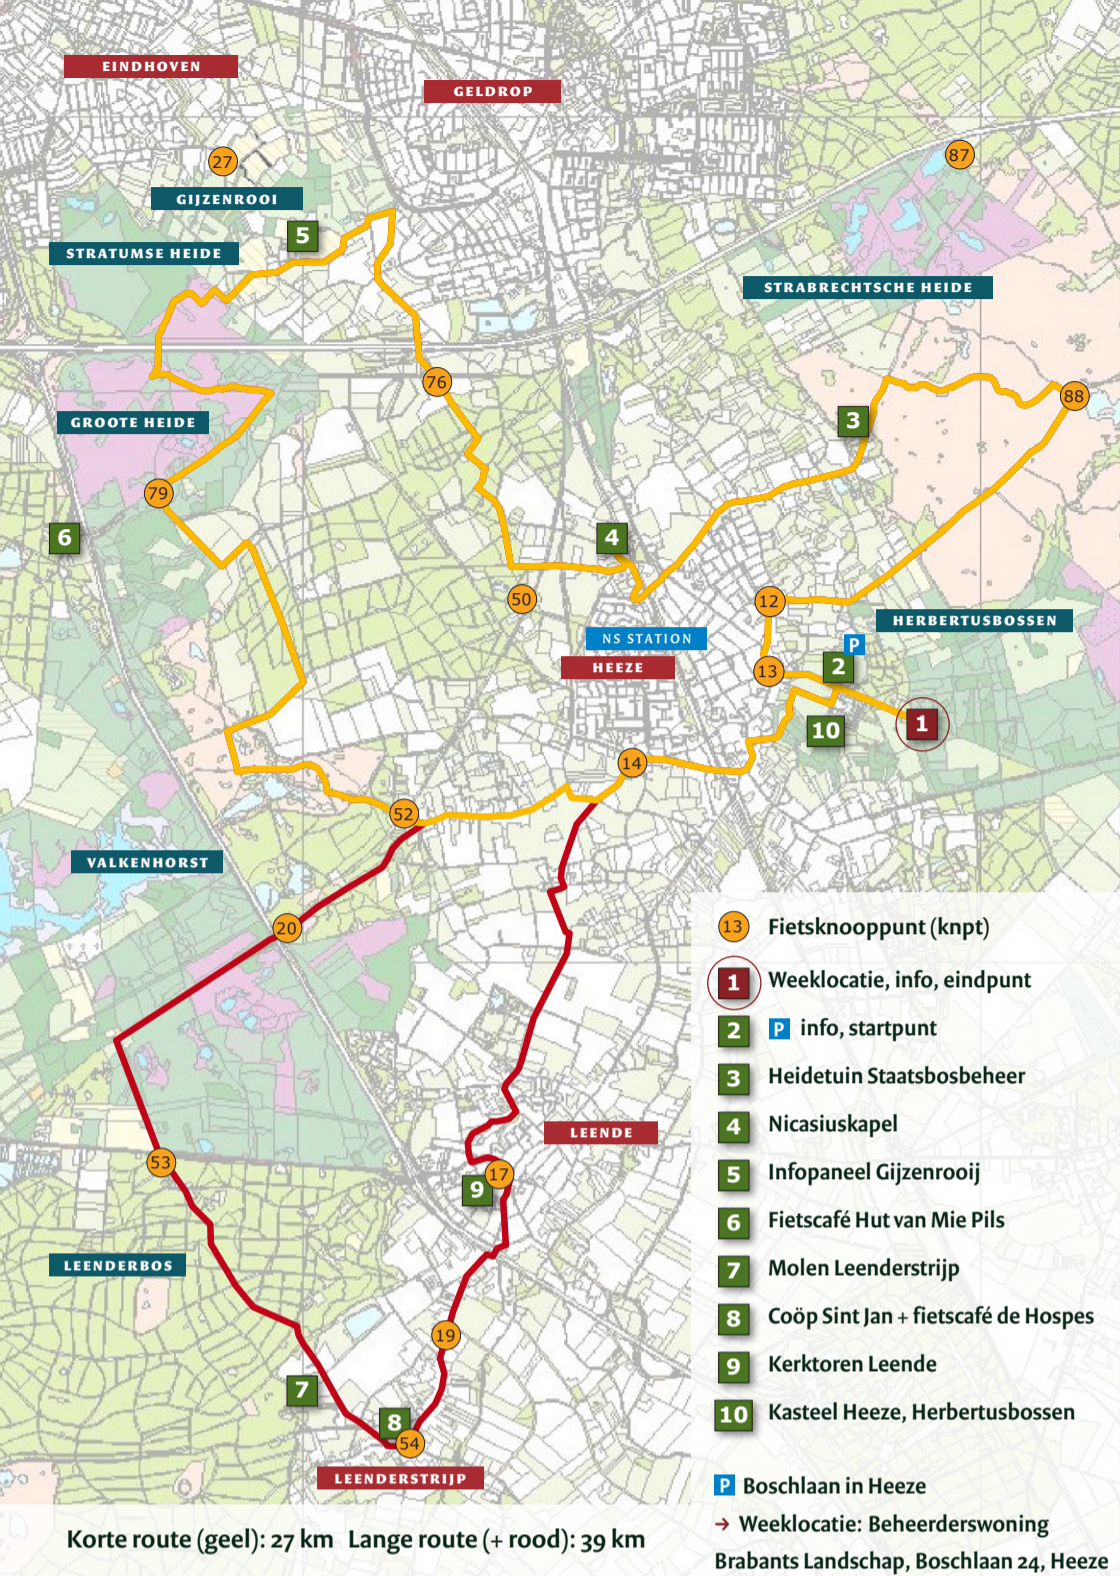 EINDHOVEN
GELDROP
27
87
GIJZENROOI
5
STRATUMSE HEIDE
STRABRECHTSCHE HEIDE
76
88
GROOTE HEIDE
3
79
6
4
50
12
HERBERTUSBOSSEN
NS STATION
P
HEEZE
13
2
10
1
14
52
VALKENHORST
20
13 Fietsknooppunt (knpt)
1 Weeklocatie, info, eindpunt
2 P info, startpunt
3 Heidetuin Staatsbosbeheer
4 Nicasiuskapel
LEENDE
53
17
9
5 Infopaneel Gijzenrooij
6 Fietscafé Hut van Mie Pils
LEENDERBOS
7 Molen Leenderstrijp
8 Coöp Sint Jan + fietscafé de Hospes
19
9 Kerktoren Leende
7
10 Kasteel Heeze, Herbertusbossen
8
54
LEENDERSTRIJP
P Boschlaan in Heeze
→ Weeklocatie: Beheerderswoning
Brabants Landschap, Boschlaan 24, Heeze
Korte route (geel): 27 km Lange route (+ rood): 39 km